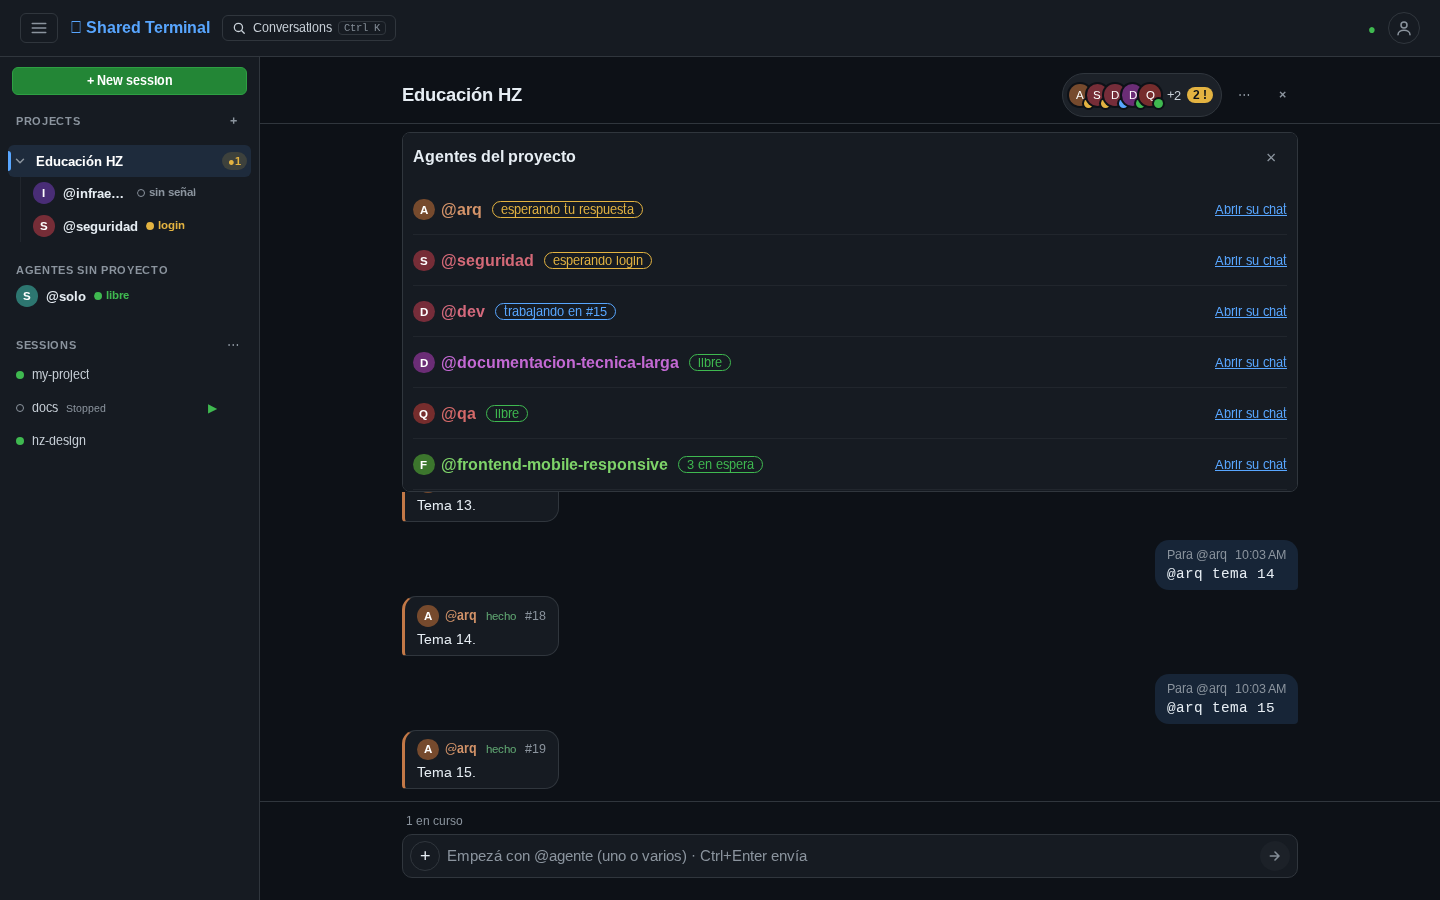 Shared Terminal
Conversations Ctrl K
+ New session
PROJECTS +
Educación HZ ●1
I @infrae... sin señal
S @seguridad login
AGENTES SIN PROYECTO
S @solo libre
SESSIONS ...
my-project
docs Stopped
hz-design
Educación HZ
A S D D Q +2 2 ! ... ×
Agentes del proyecto ×
A @arq esperando tu respuesta Abrir su chat
S @seguridad esperando login Abrir su chat
D @dev trabajando en #15 Abrir su chat
D @documentacion-tecnica-larga libre Abrir su chat
Q @qa libre Abrir su chat
F @frontend-mobile-responsive 3 en espera Abrir su chat
Tema 13.
Para @arq 10:03 AM
@arq tema 14
A @arq hecho #18
Tema 14.
Para @arq 10:03 AM
@arq tema 15
A @arq hecho #19
Tema 15.
1 en curso
+ Empezá con @agente (uno o varios) · Ctrl+Enter envía